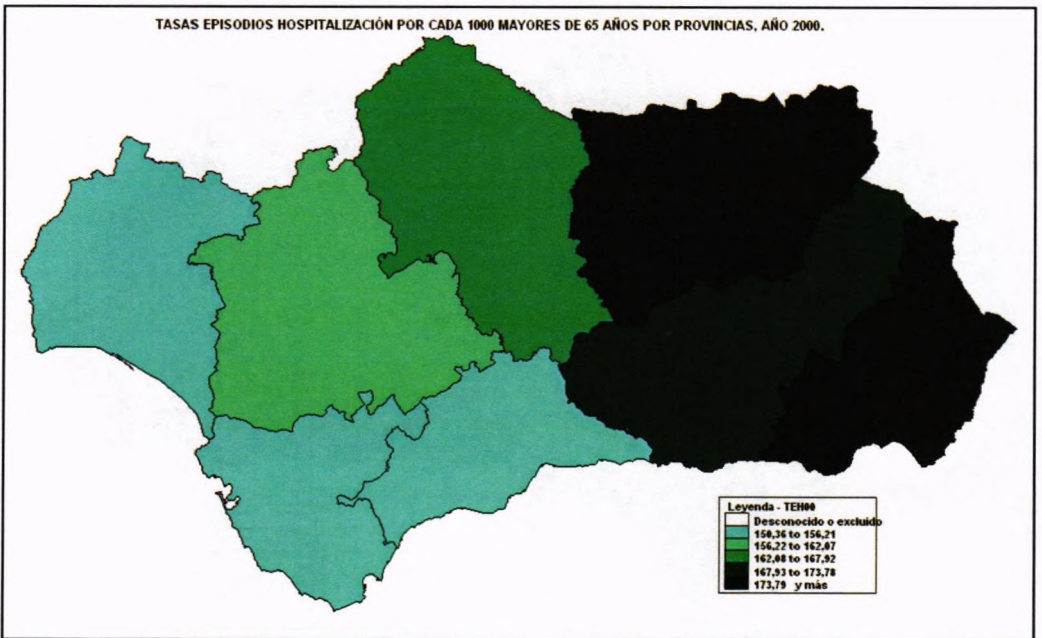 TASAS EPISODIOS HOSPITALIZACIÓN POR CADA 1000 MAYORES DE 65 AÑOS POR PROVINCIAS, AÑO 2000.
Leyenda - TEH00
Desconocido o excluido
150,36 to 156,21
156,22 to 162,07
162,08 to 167,92
167,93 to 173,78
173,79 y más